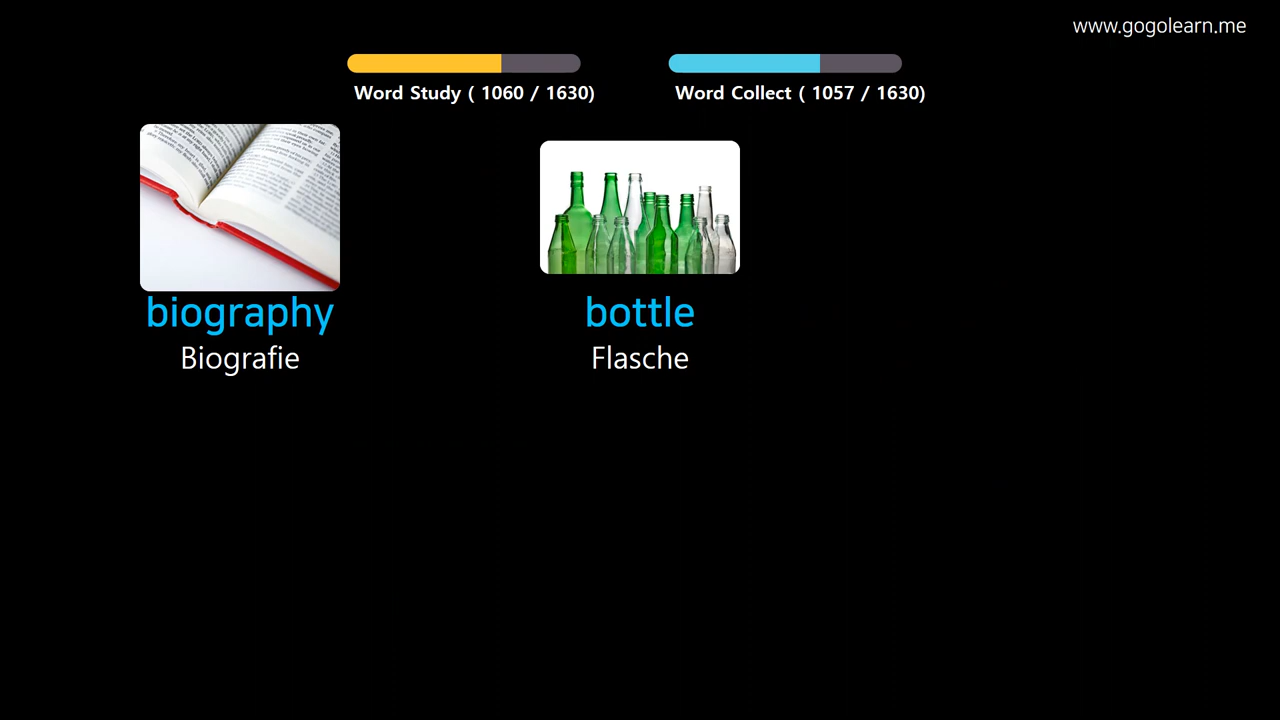 www.gogolearn.me
Word Study ( 1060 / 1630)
Word Collect ( 1057 / 1630)
biography
Biografie
bottle
Flasche